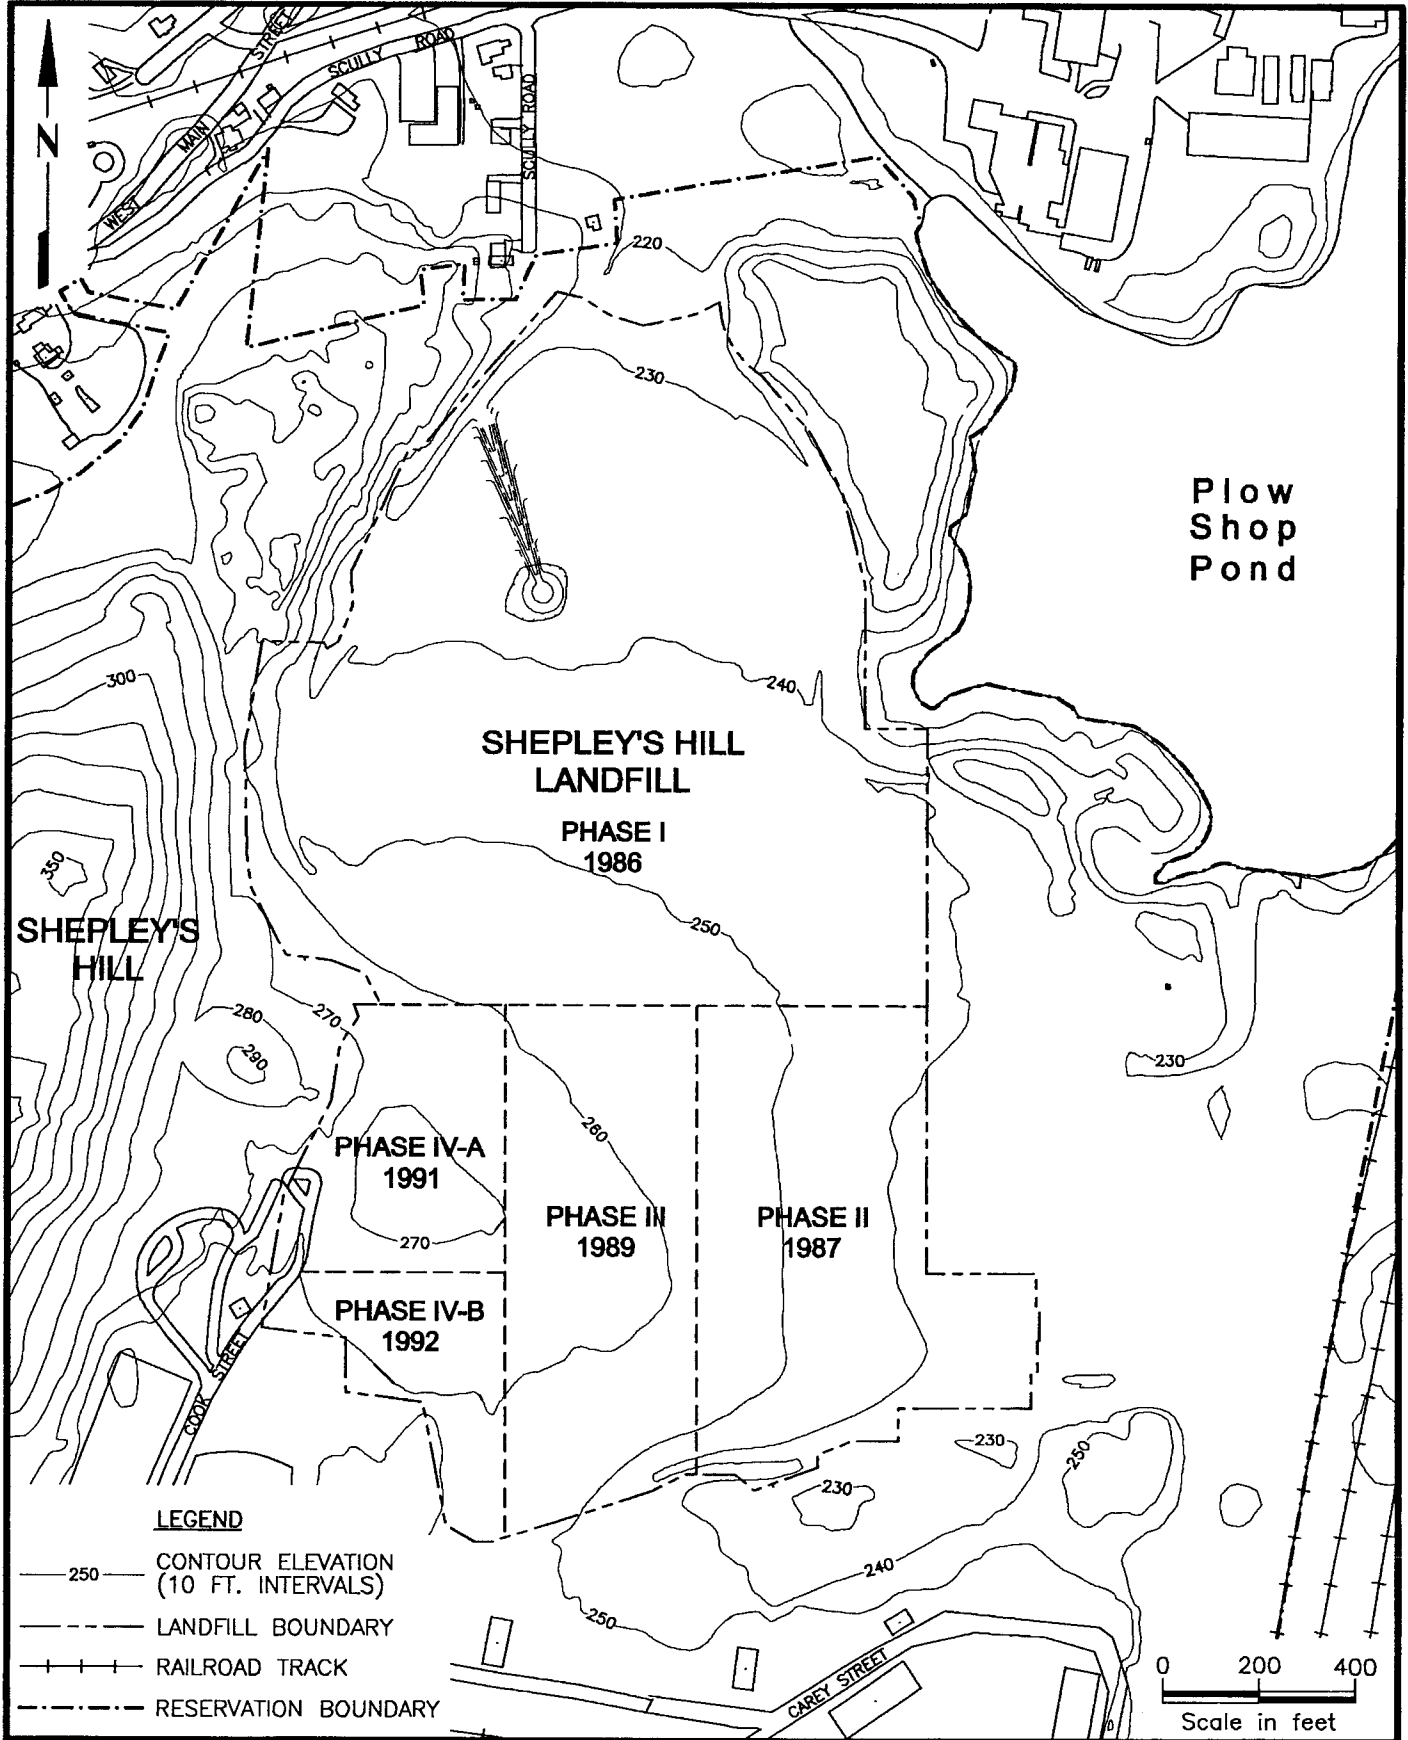 N
WEST
MAIN
STREET
SCULLY ROAD
SCULLY ROAD
220
230
Plow
Shop
Pond
300
240
SHEPLEY'S HILL
LANDFILL
PHASE I
1986
350
SHEPLEY'S
HILL
250
280
270
290
230
260
PHASE IV-A
1991
PHASE III
1989
PHASE II
1987
270
PHASE IV-B
1992
COOK STREET
230
250
230
240
250
CAREY STREET
LEGEND
250 CONTOUR ELEVATION
(10 FT. INTERVALS)
LANDFILL BOUNDARY
RAILROAD TRACK
RESERVATION BOUNDARY
0 200 400
Scale in feet